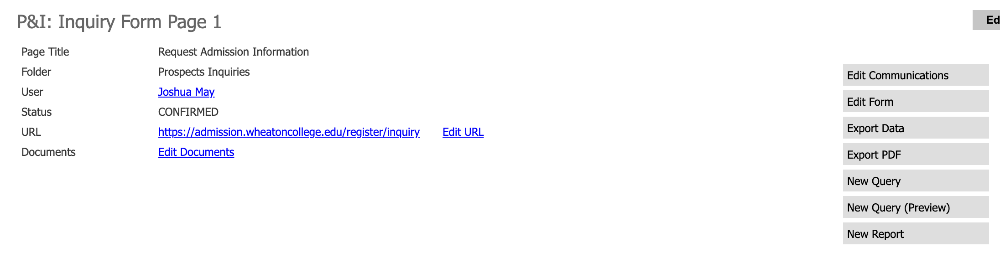 P&I: Inquiry Form Page 1
Ed
Page Title Request Admission Information
Folder Prospects Inquiries
User Joshua May
Status CONFIRMED
URL https://admission.wheatoncollege.edu/register/inquiry Edit URL
Documents Edit Documents
Edit Communications
Edit Form
Export Data
Export PDF
New Query
New Query (Preview)
New Report